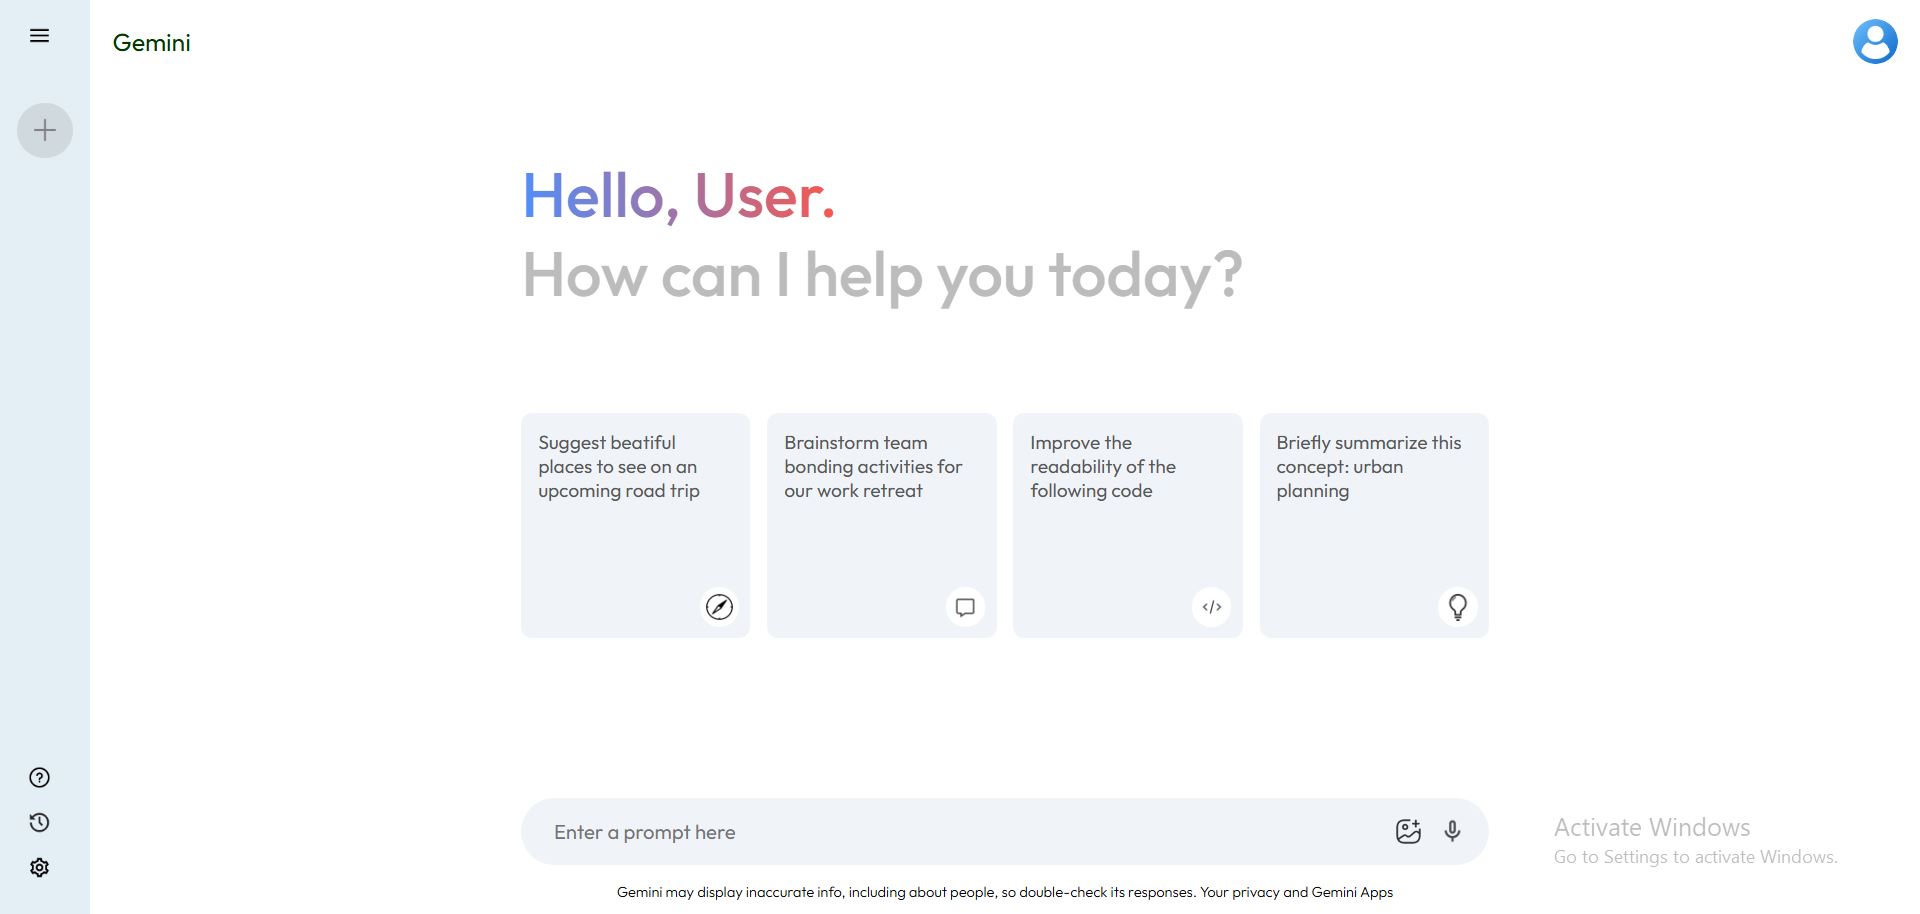 Gemini
Hello, User.
How can I help you today?
Suggest beatiful
places to see on an
upcoming road trip
Brainstorm team
bonding activities for
our work retreat
Improve the
readability of the
following code
Briefly summarize this
concept: urban
planning
Enter a prompt here
Activate Windows
Go to Settings to activate Windows.
Gemini may display inaccurate info, including about people, so double-check its responses. Your privacy and Gemini Apps